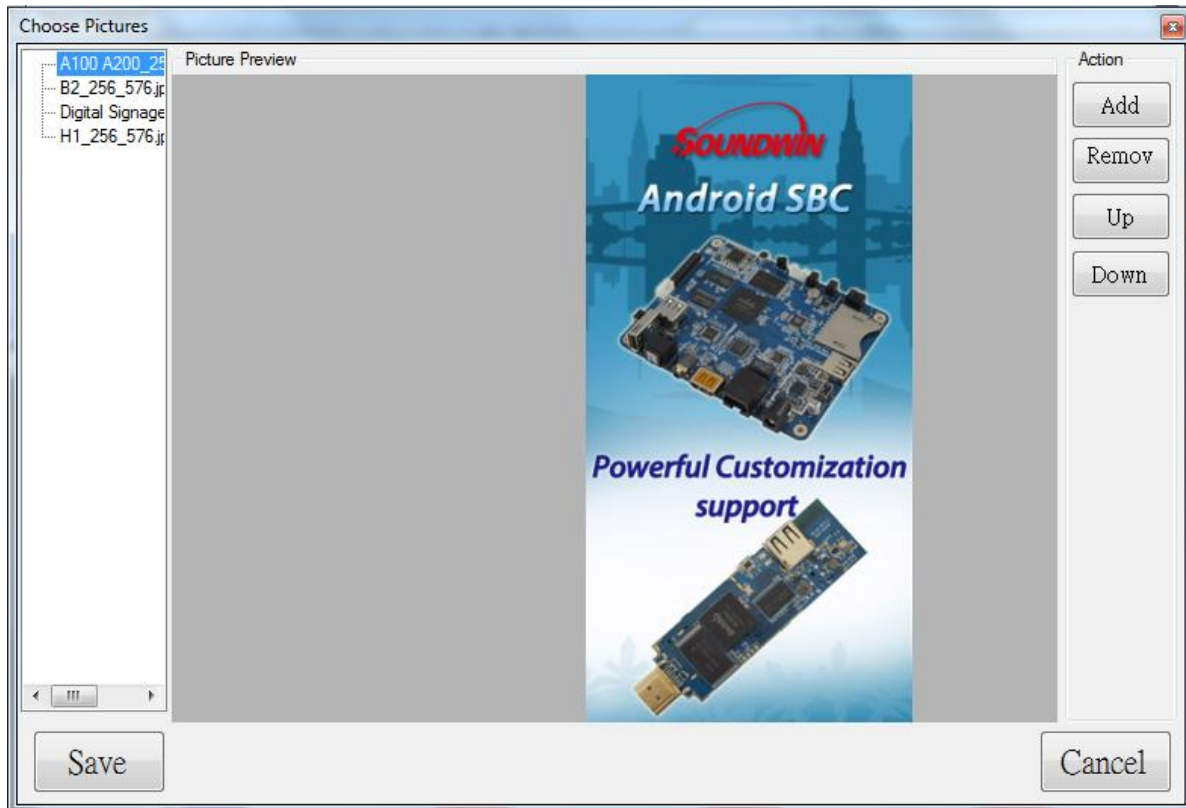 Choose Pictures
A100 A200_25
B2_256_576.jp
Digital Signage
H1_256_576.jp
Picture Preview
SOUNDWIN
Android SBC
Powerful Customization
support
Action
Add
Remov
Up
Down
Save
Cancel